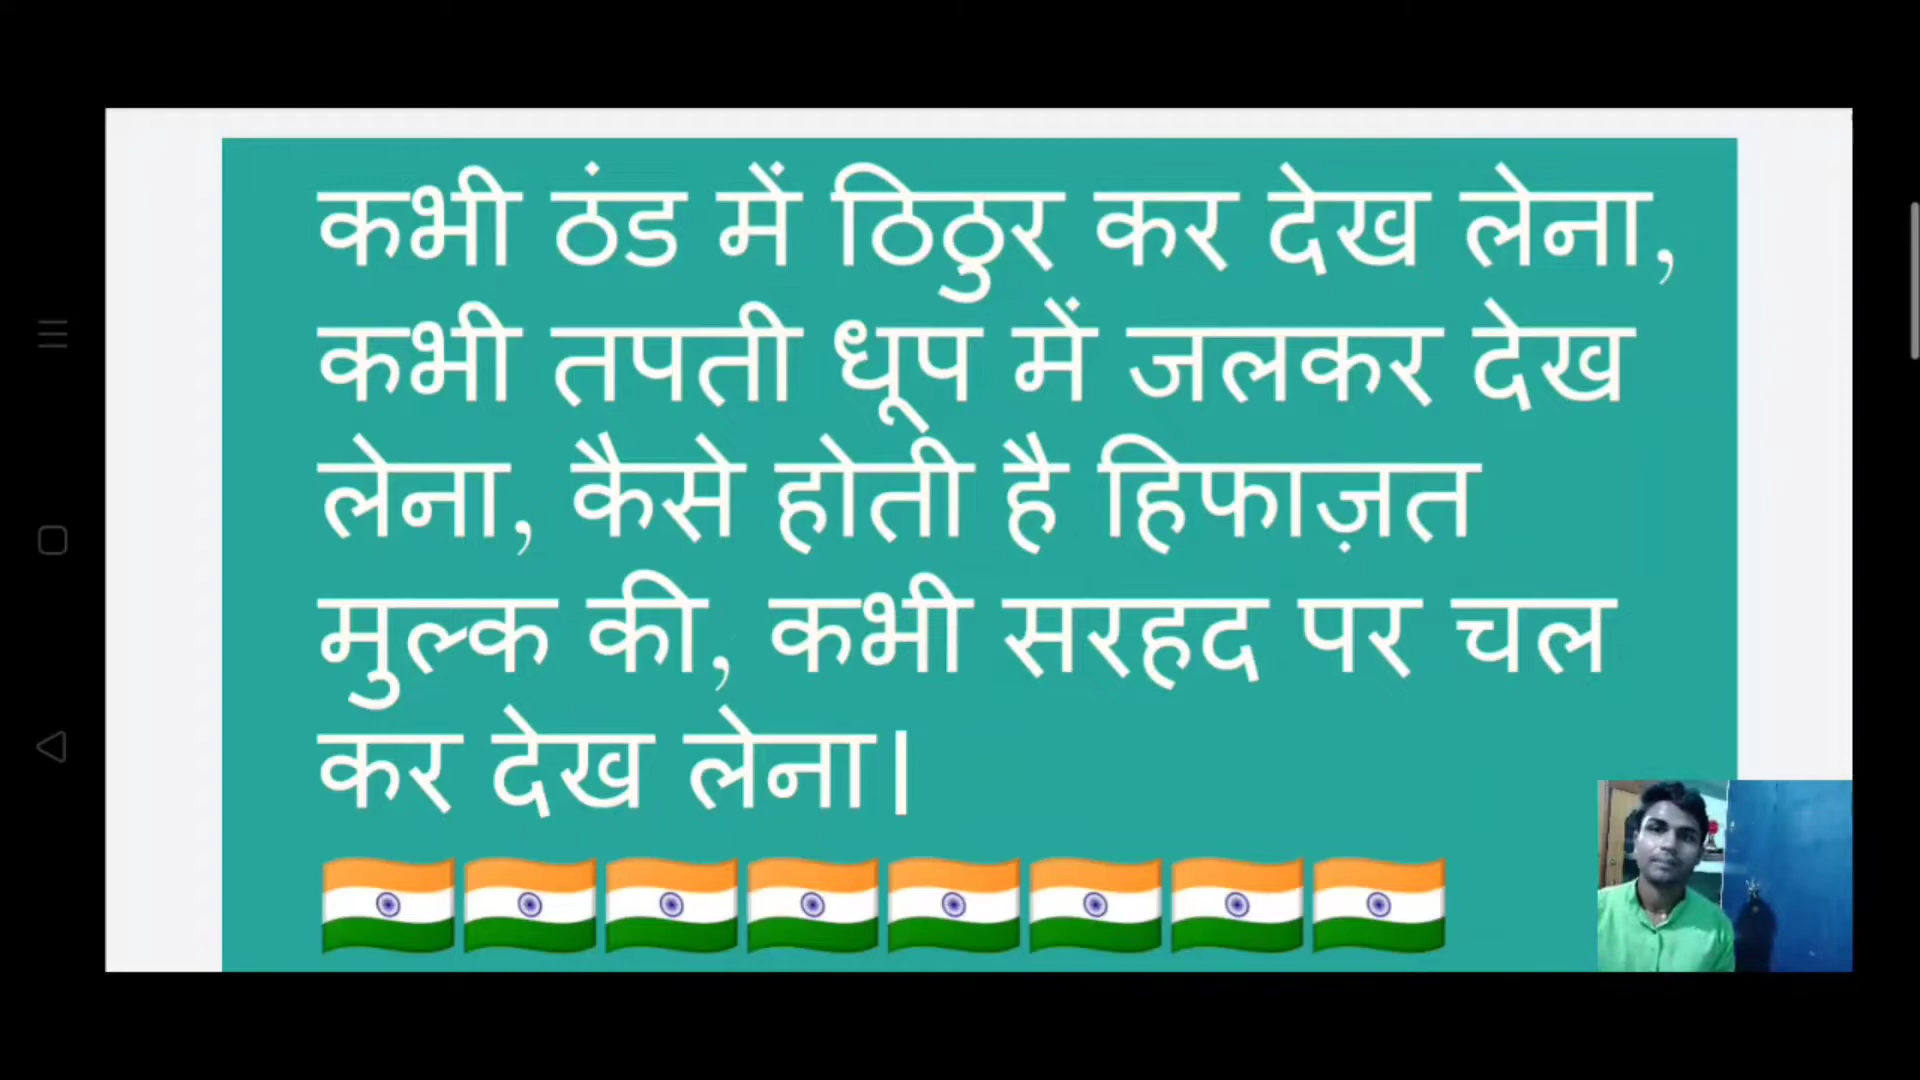 कभी ठंड में ठिठुर कर देख लेना,
कभी तपती धूप में जलकर देख
लेना, कैसे होती है हिफाज़त
मुल्क की, कभी सरहद पर चल
कर देख लेना।
🇮🇳🇮🇳🇮🇳🇮🇳🇮🇳🇮🇳🇮🇳🇮🇳